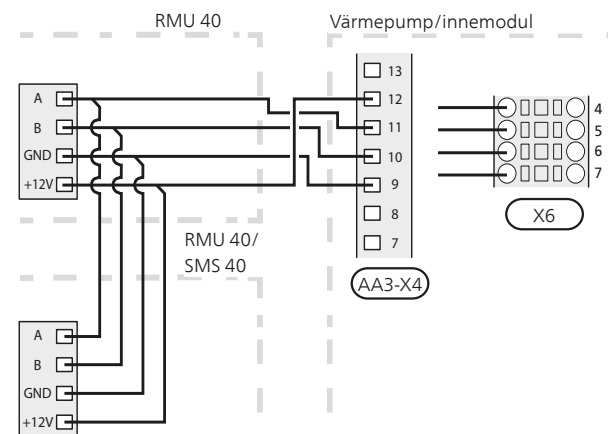 RMU 40
Värmepump/innemodul
A
B
GND
+12V
13
12
11
10
9
8
7
AA3-X4
4
5
6
7
X6
RMU 40/
SMS 40
A
B
GND
+12V